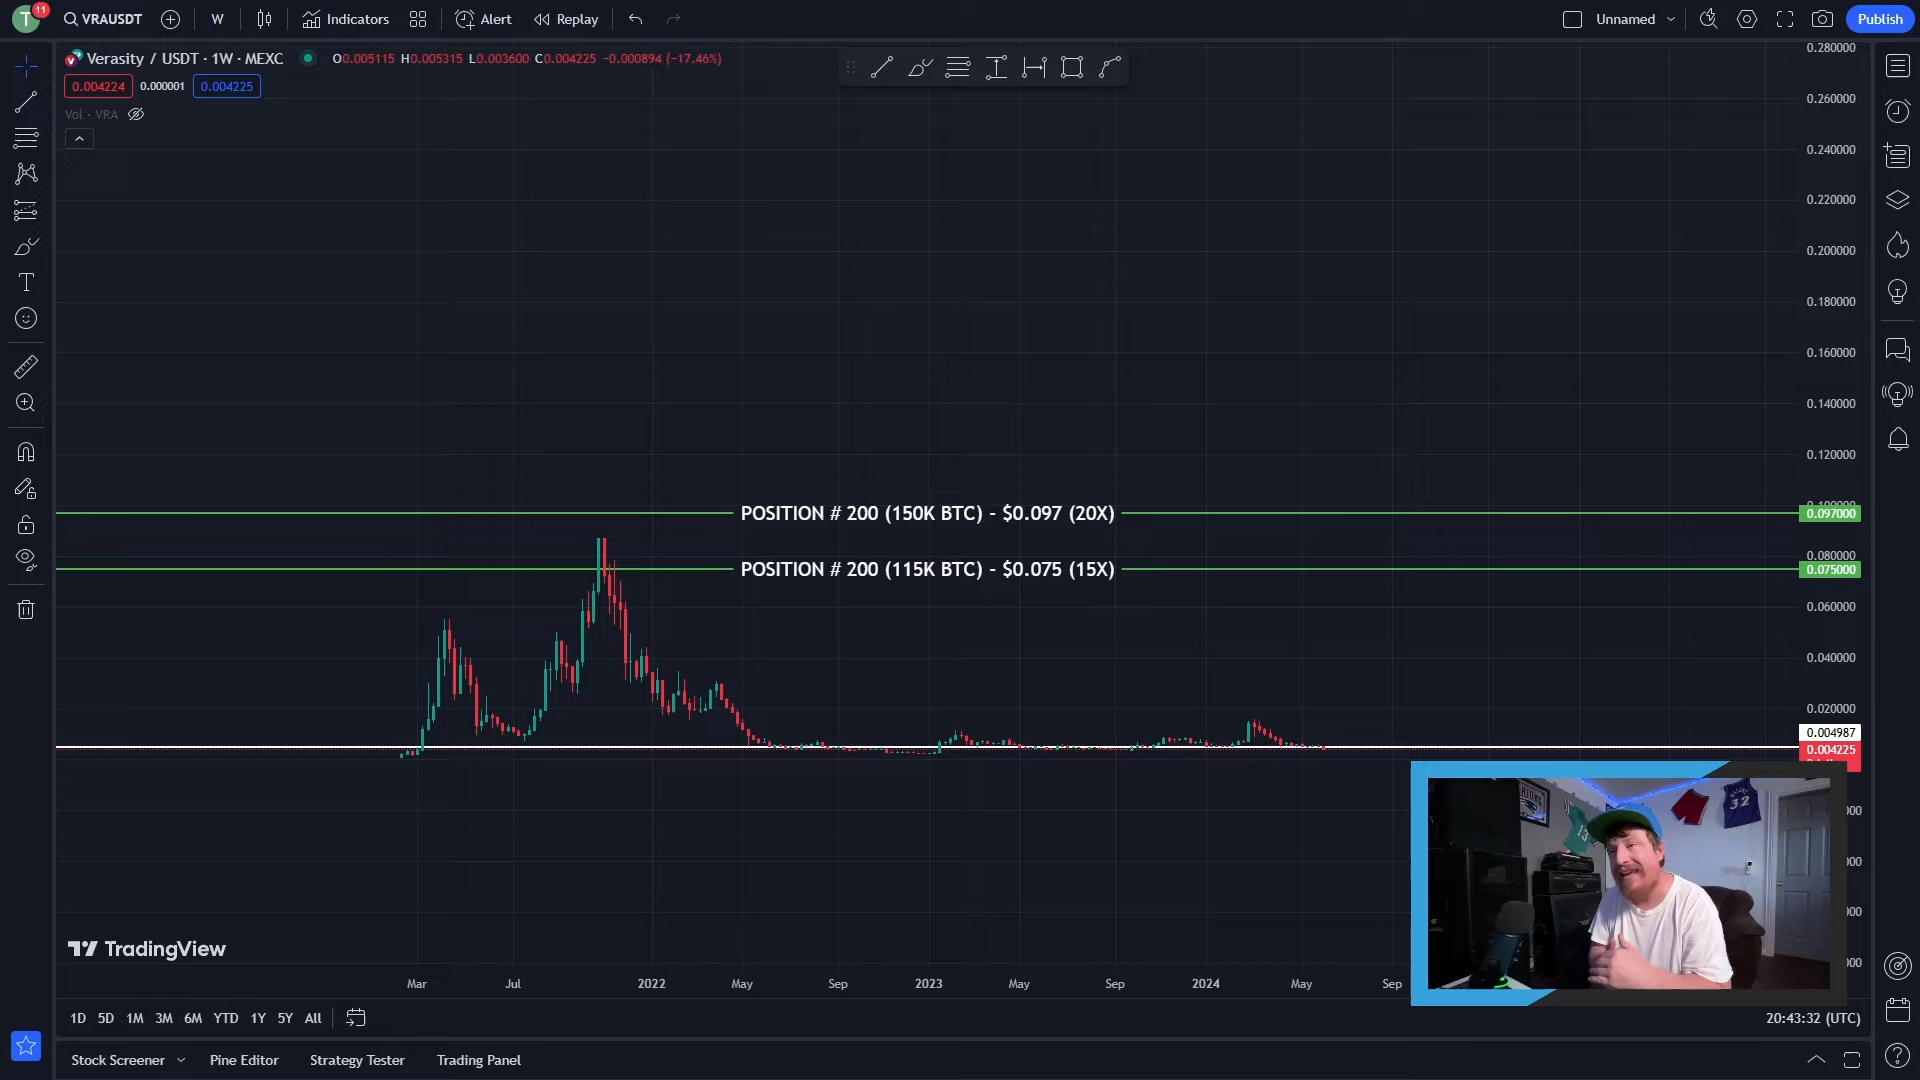 T 11 VRAUSDT W Indicators Alert Replay Unnamed Publish
Verasity / USDT · 1W · MEXC O0.005115 H0.005315 L0.003600 C0.004225 −0.000894 (−17.46%)
0.004224 0.000001 0.004225
Vol · VRA
0.280000
0.260000
0.240000
0.220000
0.200000
0.180000
0.160000
0.140000
0.120000
POSITION # 200 (150K BTC) - $0.097 (20X) 0.097000
0.080000
POSITION # 200 (115K BTC) - $0.075 (15X) 0.075000
0.060000
0.040000
0.020000
0.004987
0.004225
32
13
TradingView
Mar Jul 2022 May Sep 2023 May Sep 2024 May Sep
1D 5D 1M 3M 6M YTD 1Y 5Y All 20:43:32 (UTC)
Stock Screener Pine Editor Strategy Tester Trading Panel